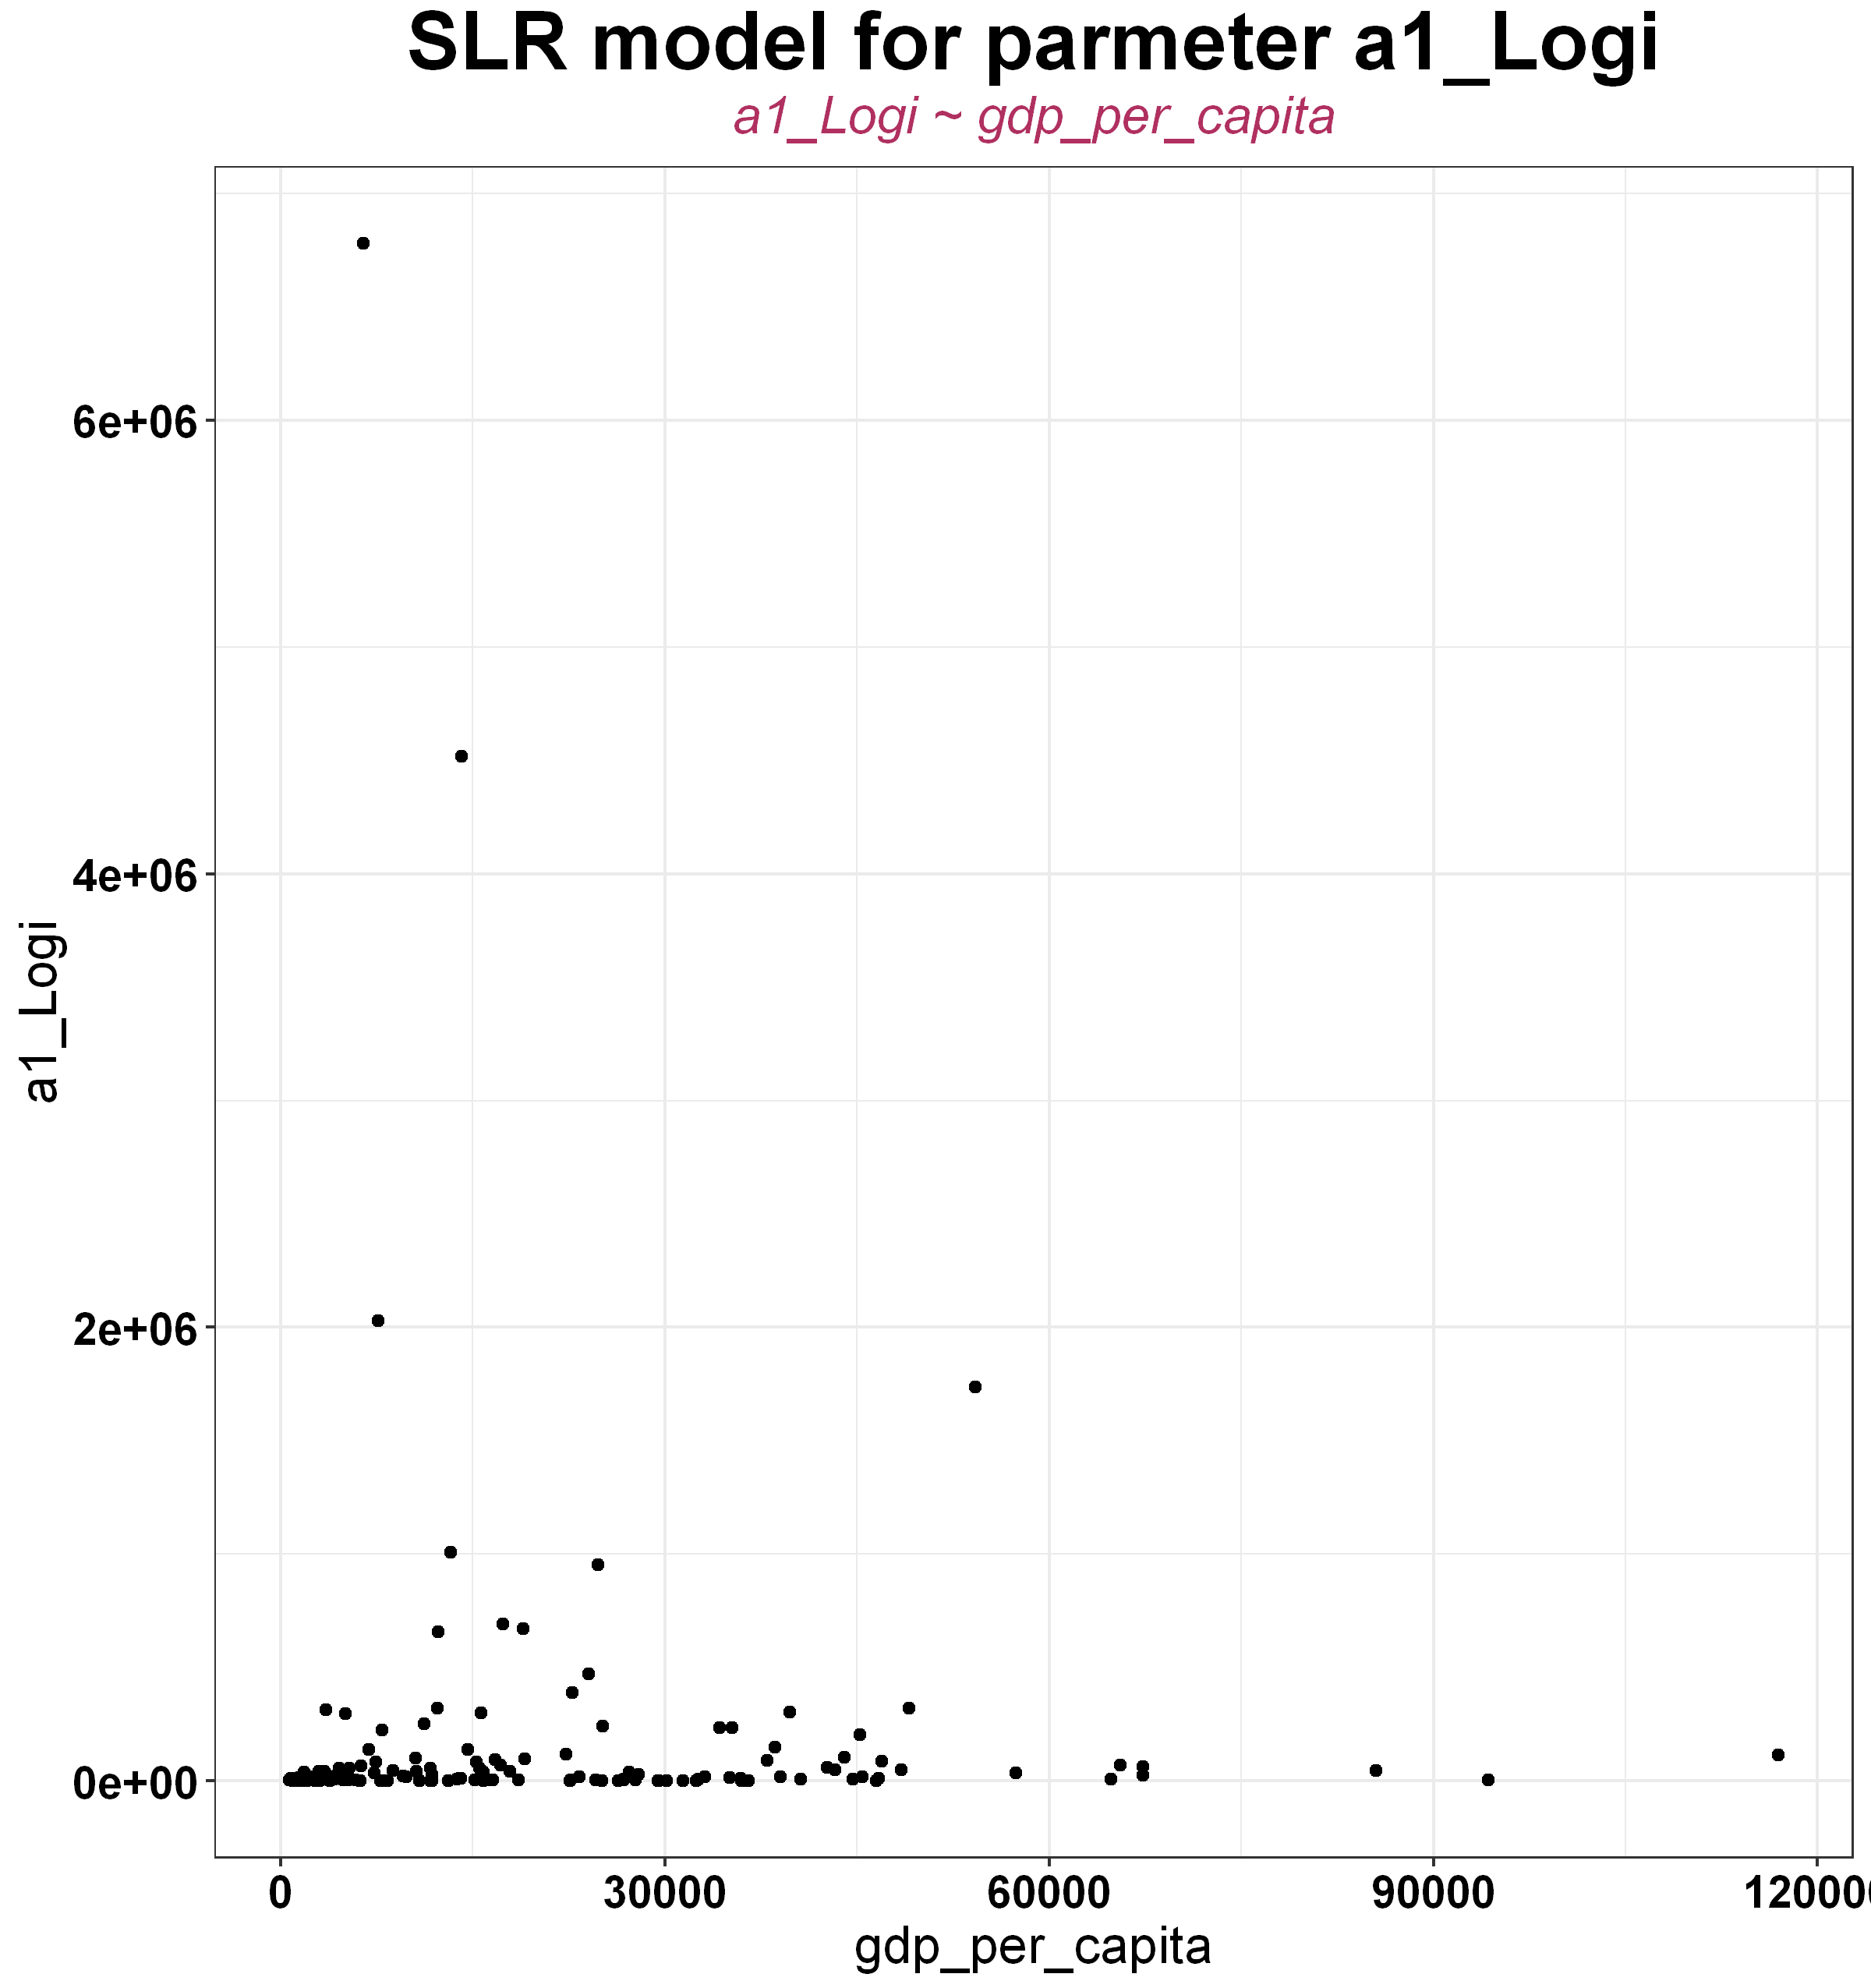 SLR model for parmeter a1_Logi
a1_Logi ~ gdp_per_capita
6e+06
4e+06
2e+06
0e+00
a1_Logi
0 30000 60000 90000 120000
gdp_per_capita